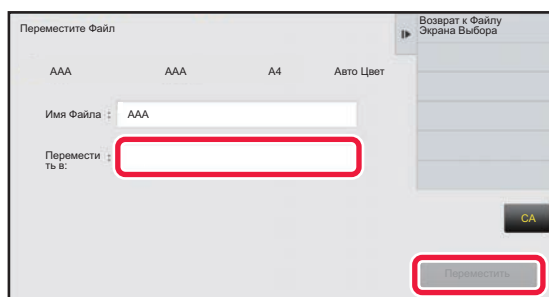 Переместите Файл
Возврат к Файлу
Экрана Выбора
AAA AAA A4 Авто Цвет
Имя Файла : AAA
Перемести :
ть в:
CA
Переместить